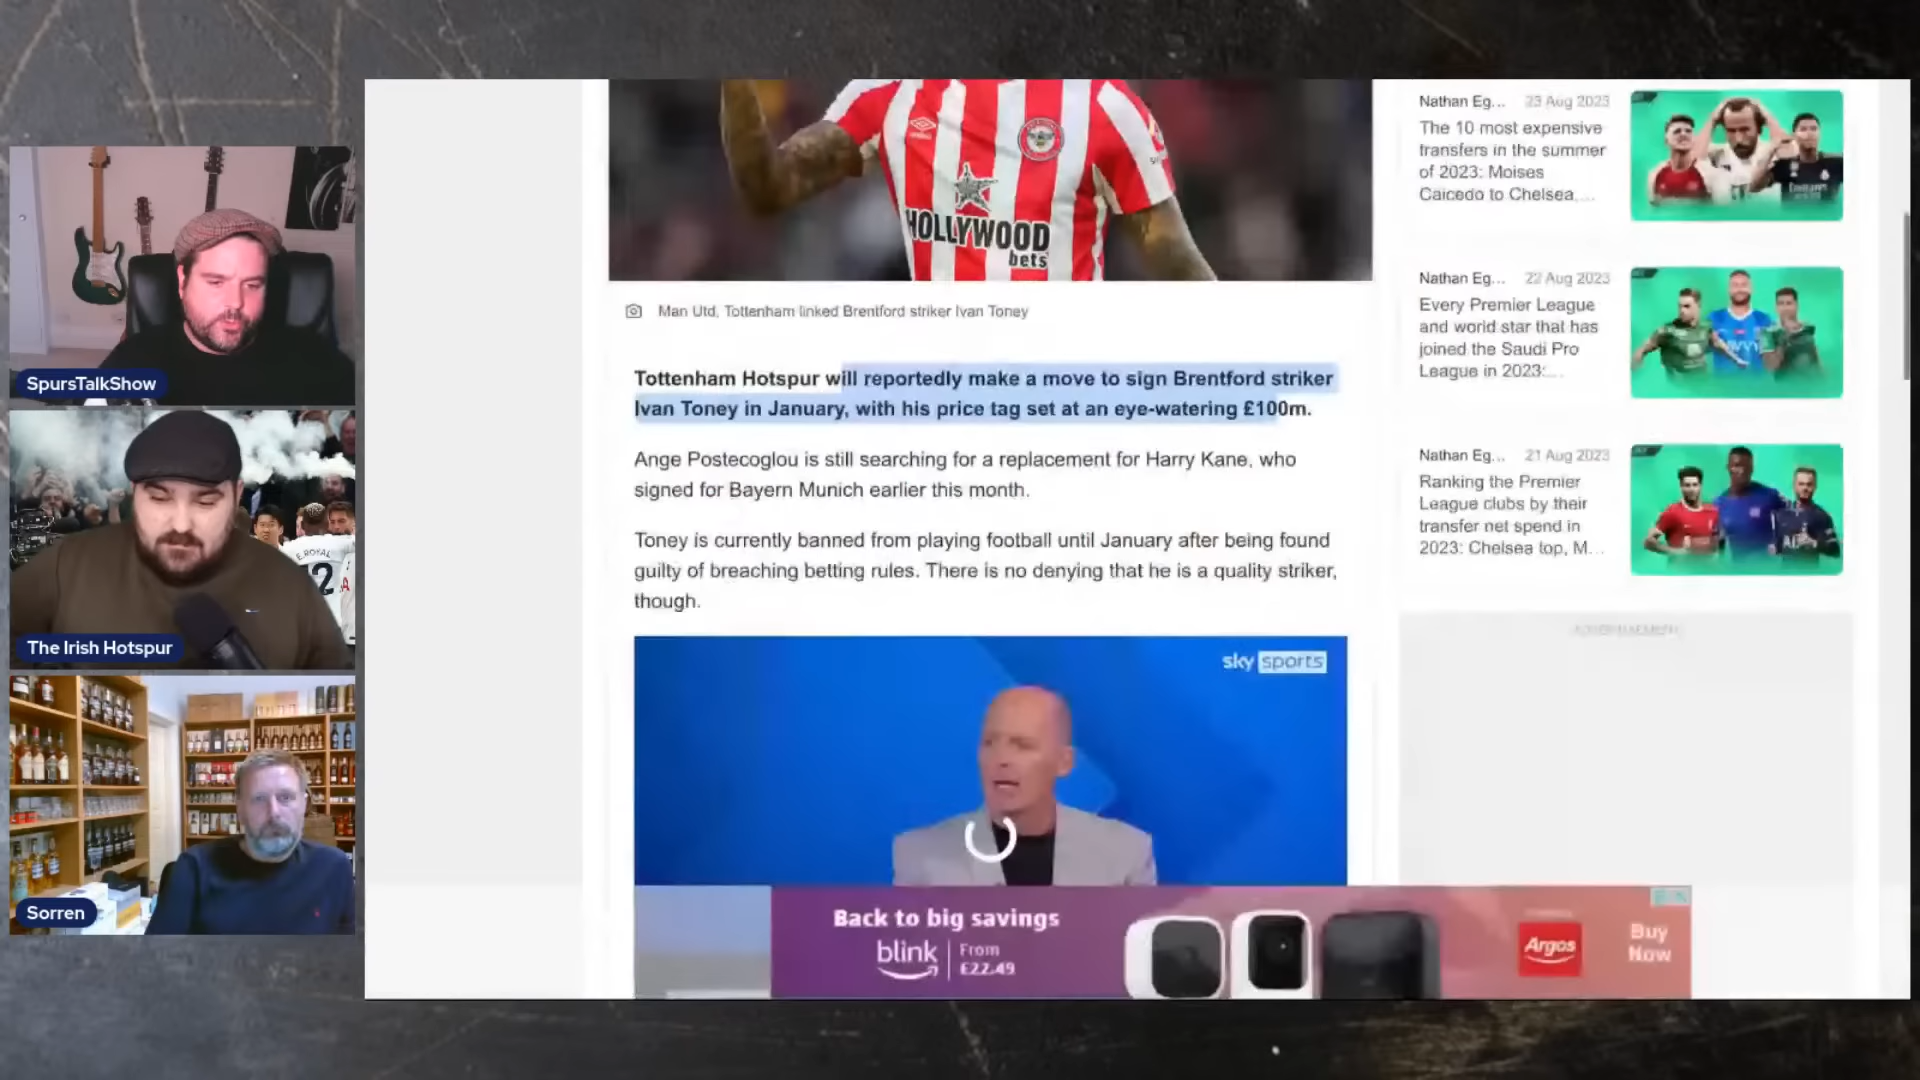 SpursTalkShow
E.ROYAL
2
The Irish Hotspur
Sorren
HOLLYWOOD
bets
Man Utd, Tottenham linked Brentford striker Ivan Toney
Tottenham Hotspur will reportedly make a move to sign Brentford striker
Ivan Toney in January, with his price tag set at an eye-watering £100m.
Ange Postecoglou is still searching for a replacement for Harry Kane, who
signed for Bayern Munich earlier this month.
Toney is currently banned from playing football until January after being found
guilty of breaching betting rules. There is no denying that he is a quality striker,
though.
sky sports
Back to big savings
blink
From
£22.49
Argos
Buy
Now
Nathan Eg... 23 Aug 2023
The 10 most expensive
transfers in the summer
of 2023: Moises
Caicedo to Chelsea,...
Nathan Eg... 22 Aug 2023
Every Premier League
and world star that has
joined the Saudi Pro
League in 2023:...
Nathan Eg... 21 Aug 2023
Ranking the Premier
League clubs by their
transfer net spend in
2023: Chelsea top, M...
ADVERTISEMENT